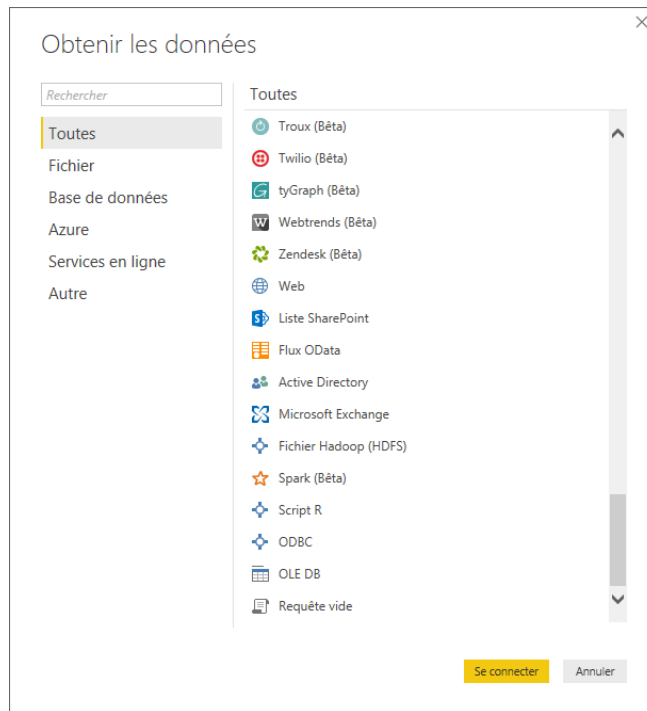 Obtenir les données
Rechercher
Toutes
Fichier
Base de données
Azure
Services en ligne
Autre
Toutes
Troux (Bêta)
Twilio (Bêta)
tyGraph (Bêta)
Webtrends (Bêta)
Zendesk (Bêta)
Web
Liste SharePoint
Flux OData
Active Directory
Microsoft Exchange
Fichier Hadoop (HDFS)
Spark (Bêta)
Script R
ODBC
OLE DB
Requête vide
Se connecter
Annuler